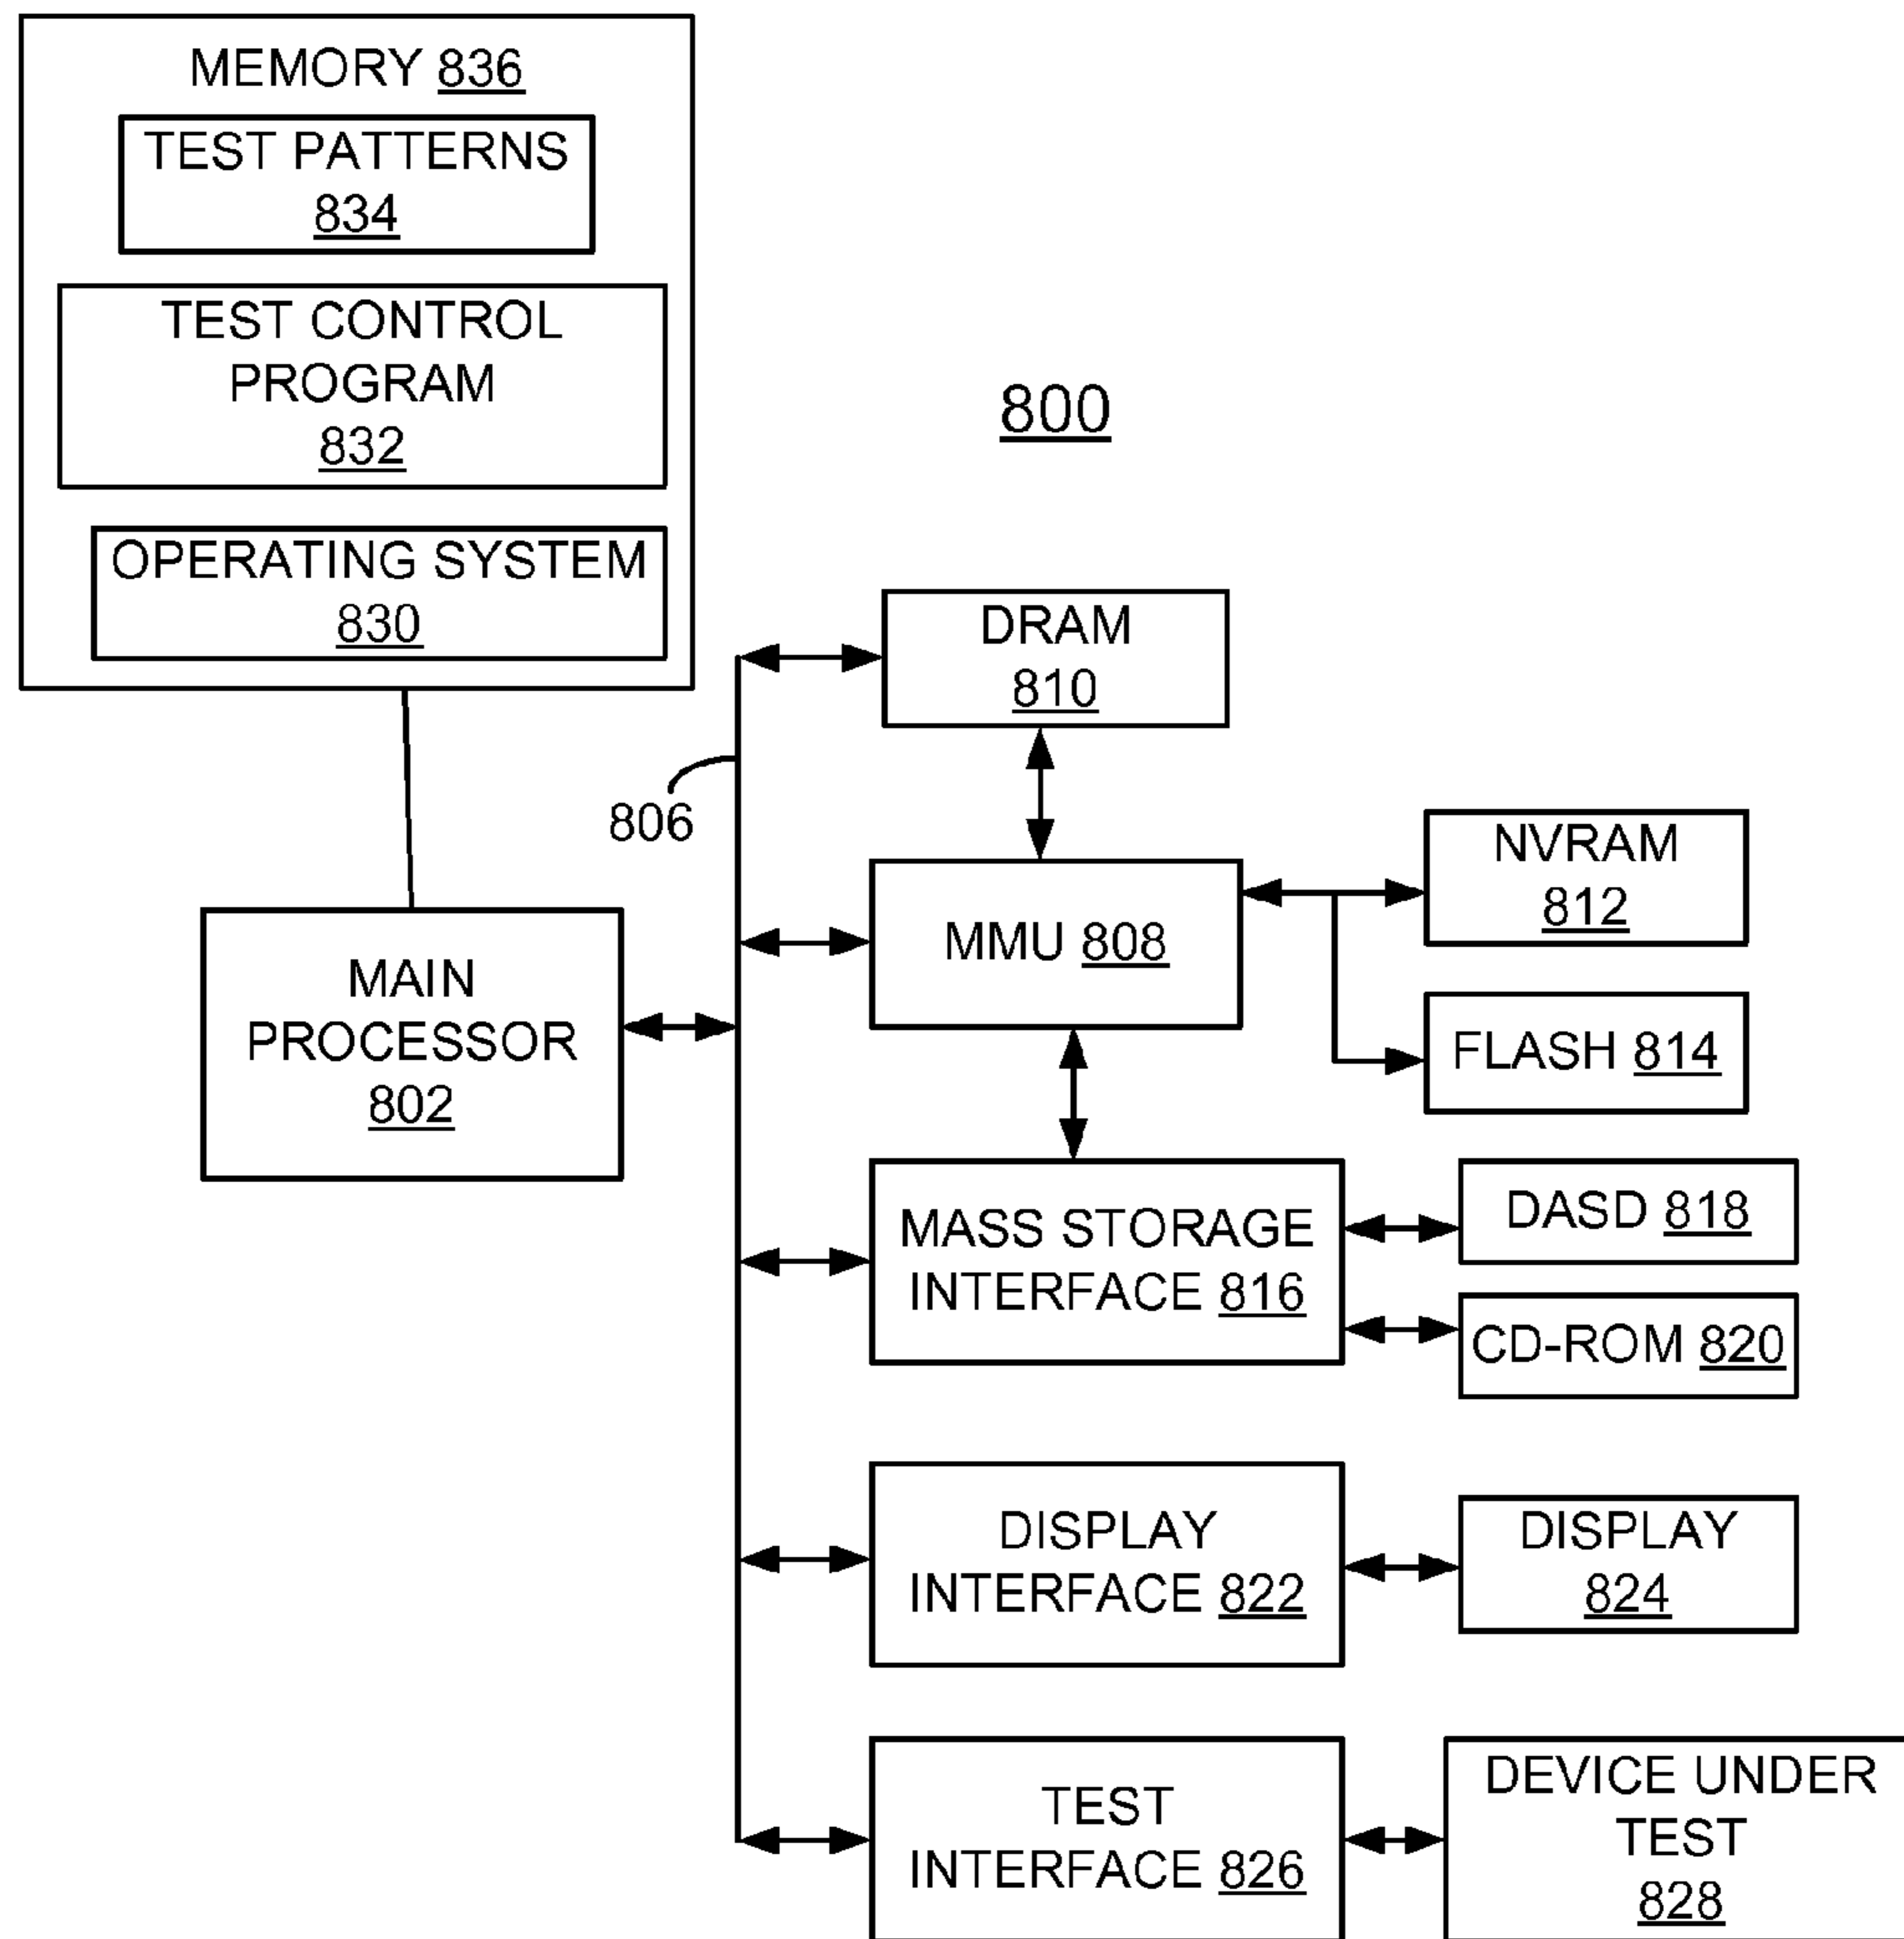 MEMORY 836
TEST PATTERNS
834
TEST CONTROL
PROGRAM
832
OPERATING SYSTEM
830
800
DRAM
810
806
NVRAM
812
MMU 808
MAIN
PROCESSOR
802
FLASH 814
MASS STORAGE
INTERFACE 816
DASD 818
CD-ROM 820
DISPLAY
INTERFACE 822
DISPLAY
824
TEST
INTERFACE 826
DEVICE UNDER
TEST
828